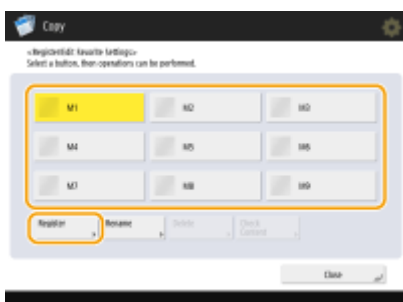 Copy
<Register/Edit Favorite Settings>
Select a button, then operations can be performed.
M1 M2 M3
M4 M5 M6
M7 M8 M9
Register Rename Delete Check Content
Close